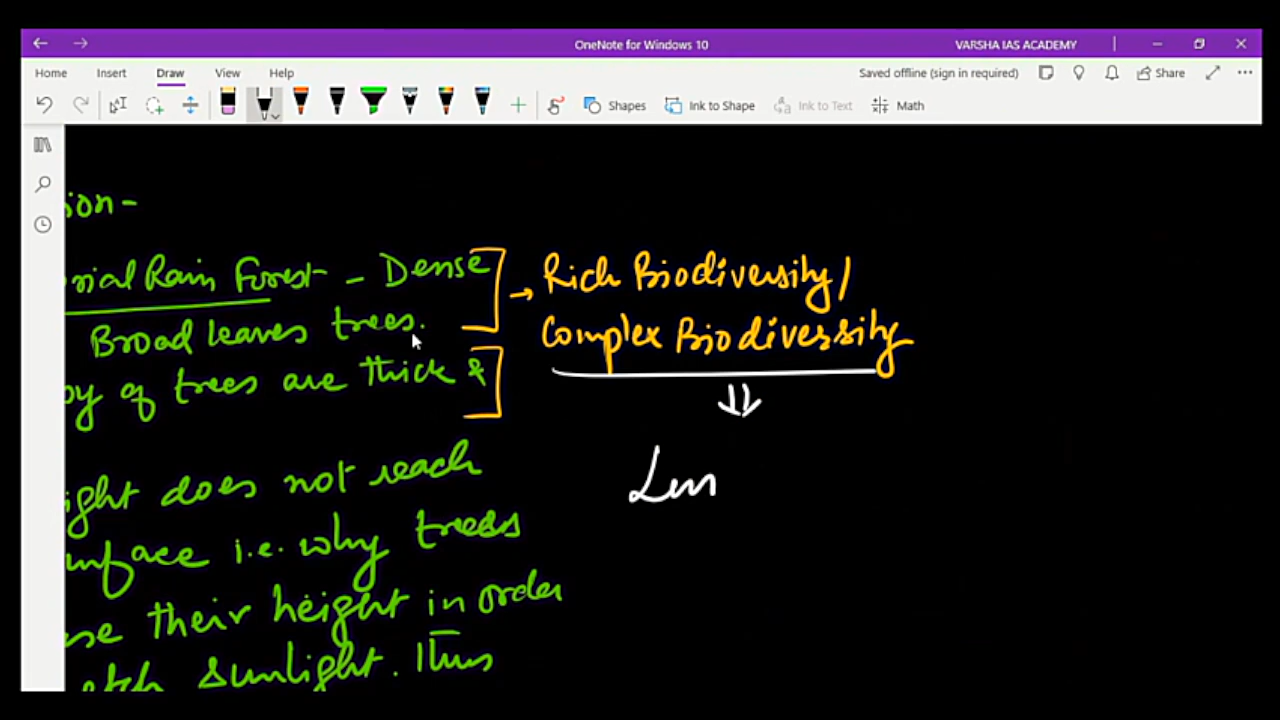 OneNote for Windows 10
VARSHA IAS ACADEMY
Home Insert Draw View Help
Saved offline (sign in required)
Share
Shapes Ink to Shape Ink to Text Math
ion -
rial Rain Forest - Dense
Broad leaves trees.
py of trees are thick &
ight does not reach
urface i.e. why trees
se their height in order
etch sunlight. Thus
→ Rich Biodiversity/
Complex Biodiversity